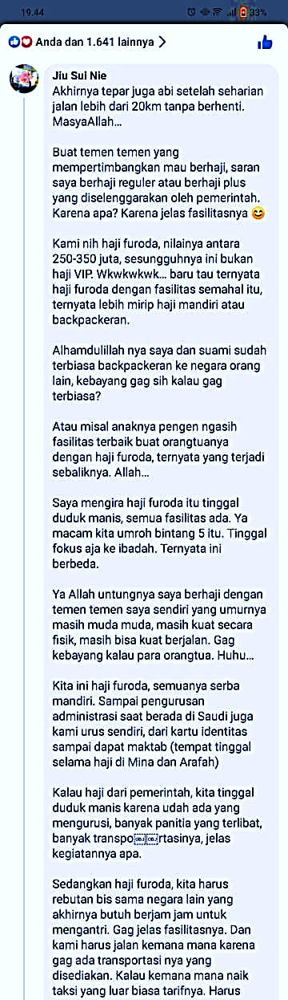 19.44
33%
Anda dan 1.641 lainnya
Jiu Sui Nie
Akhirnya tepar juga abi setelah seharian
jalan lebih dari 20km tanpa berhenti.
MasyaAllah...
Buat temen temen yang
mempertimbangkan mau berhaji, saran
saya berhaji reguler atau berhaji plus
yang diselenggarakan oleh pemerintah.
Karena apa? Karena jelas fasilitasnya 😊
Kami nih haji furoda, nilainya antara
250-350 juta, sesungguhnya ini bukan
haji VIP. Wkwkwkwk... baru tau ternyata
haji furoda dengan fasilitas semahal itu,
ternyata lebih mirip haji mandiri atau
backpackeran.
Alhamdulillah nya saya dan suami sudah
terbiasa backpackeran ke negara orang
lain, kebayang gag sih kalau gag
terbiasa?
Atau misal anaknya pengen ngasih
fasilitas terbaik buat orangtuanya
dengan haji furoda, ternyata yang terjadi
sebaliknya. Allah...
Saya mengira haji furoda itu tinggal
duduk manis, semua fasilitas ada. Ya
macam kita umroh bintang 5 itu. Tinggal
fokus aja ke ibadah. Ternyata ini
berbeda.
Ya Allah untungnya saya berhaji dengan
temen temen saya sendiri yang umurnya
masih muda muda, masih kuat secara
fisik, masih bisa kuat berjalan. Gag
kebayang kalau para orangtua. Huhu...
Kita ini haji furoda, semuanya serba
mandiri. Sampai pengurusan
administrasi saat berada di Saudi juga
kami urus sendiri, dari kartu identitas
sampai dapat maktab (tempat tinggal
selama haji di Mina dan Arafah)
Kalau haji dari pemerintah, kita tinggal
duduk manis karena udah ada yang
mengurusi, banyak panitia yang terlibat,
banyak transpo￼￼rtasinya, jelas
kegiatannya apa.
Sedangkan haji furoda, kita harus
rebutan bis sama negara lain yang
akhirnya butuh berjam jam untuk
mengantri. Gag jelas fasilitasnya. Dan
kami harus jalan kemana mana karena
gag ada transportasi nya yang
disediakan. Kalau kemana mana naik
taksi yang luar biasa tarifnya. Harus